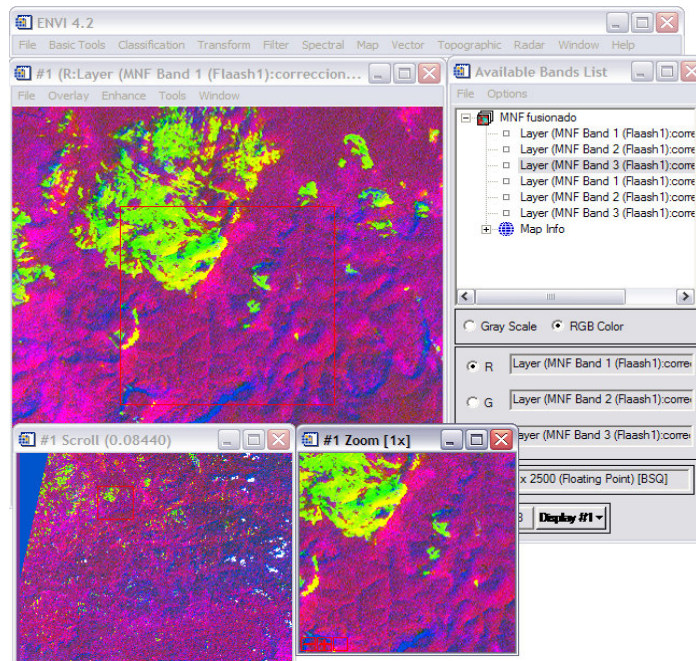 ENVI 4.2
File Basic Tools Classification Transform Filter Spectral Map Vector Topographic Radar Window Help
#1 (R:Layer (MNF Band 1 (Flaash1):correccion...
File Overlay Enhance Tools Window
Available Bands List
File Options
MNF fusionado
Layer (MNF Band 1 (Flaash1):corre
Layer (MNF Band 2 (Flaash1):corre
Layer (MNF Band 3 (Flaash1):corre
Layer (MNF Band 1 (Flaash1):corre
Layer (MNF Band 2 (Flaash1):corre
Layer (MNF Band 3 (Flaash1):corre
Map Info
Gray Scale RGB Color
R Layer (MNF Band 1 (Flaash1):corre
G Layer (MNF Band 2 (Flaash1):corre
ayer (MNF Band 3 (Flaash1):corre
x 2500 (Floating Point) [BSQ]
Display #1
#1 Scroll (0.08440)
#1 Zoom [1x]